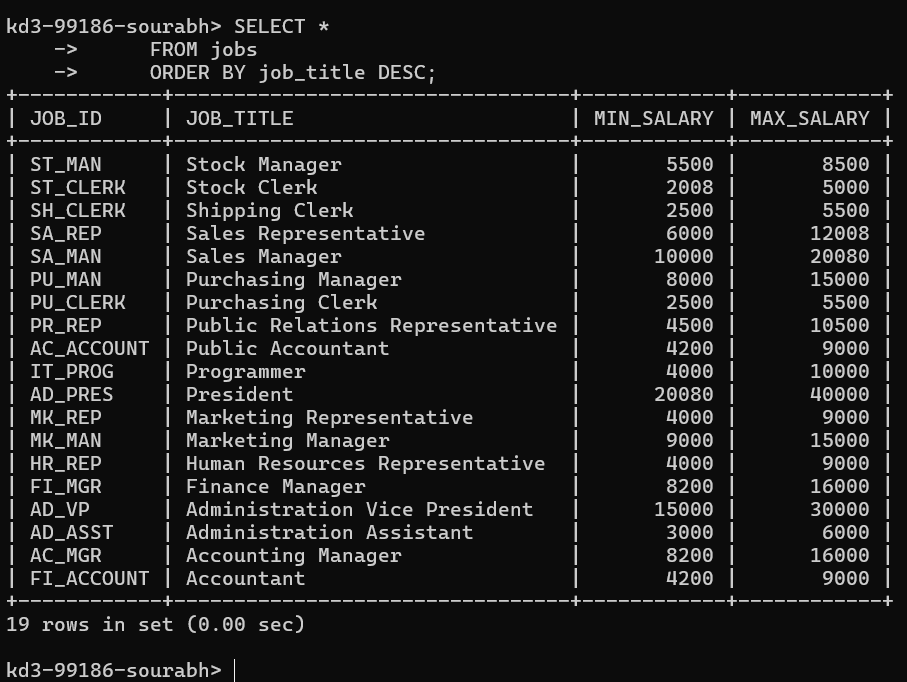 kd3-99186-sourabh> SELECT *
    ->      FROM jobs
    ->      ORDER BY job_title DESC;
+------------+---------------------------------+------------+------------+
| JOB_ID     | JOB_TITLE                       | MIN_SALARY | MAX_SALARY |
+------------+---------------------------------+------------+------------+
| ST_MAN     | Stock Manager                   |       5500 |       8500 |
| ST_CLERK   | Stock Clerk                     |       2008 |       5000 |
| SH_CLERK   | Shipping Clerk                  |       2500 |       5500 |
| SA_REP     | Sales Representative            |       6000 |      12008 |
| SA_MAN     | Sales Manager                   |      10000 |      20080 |
| PU_MAN     | Purchasing Manager              |       8000 |      15000 |
| PU_CLERK   | Purchasing Clerk                |       2500 |       5500 |
| PR_REP     | Public Relations Representative |       4500 |      10500 |
| AC_ACCOUNT | Public Accountant               |       4200 |       9000 |
| IT_PROG    | Programmer                      |       4000 |      10000 |
| AD_PRES    | President                       |      20080 |      40000 |
| MK_REP     | Marketing Representative        |       4000 |       9000 |
| MK_MAN     | Marketing Manager               |       9000 |      15000 |
| HR_REP     | Human Resources Representative  |       4000 |       9000 |
| FI_MGR     | Finance Manager                 |       8200 |      16000 |
| AD_VP      | Administration Vice President   |      15000 |      30000 |
| AD_ASST    | Administration Assistant        |       3000 |       6000 |
| AC_MGR     | Accounting Manager              |       8200 |      16000 |
| FI_ACCOUNT | Accountant                      |       4200 |       9000 |
+------------+---------------------------------+------------+------------+
19 rows in set (0.00 sec)
kd3-99186-sourabh>